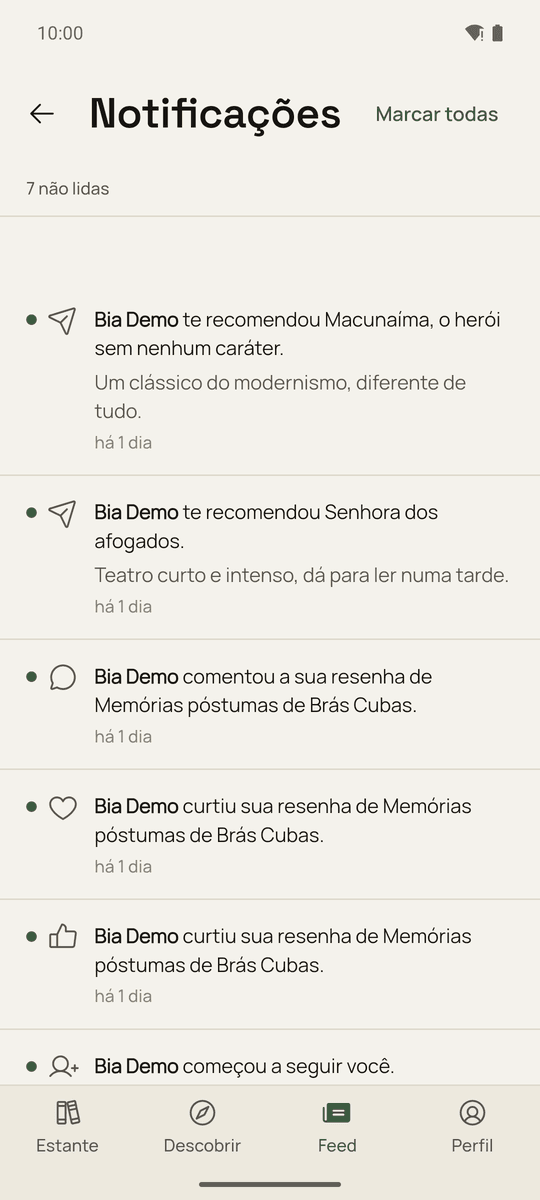 10:00
Notificações
Marcar todas
7 não lidas
Bia Demo te recomendou Macunaíma, o herói
sem nenhum caráter.
Um clássico do modernismo, diferente de
tudo.
há 1 dia
Bia Demo te recomendou Senhora dos
afogados.
Teatro curto e intenso, dá para ler numa tarde.
há 1 dia
Bia Demo comentou a sua resenha de
Memórias póstumas de Brás Cubas.
há 1 dia
Bia Demo curtiu sua resenha de Memórias
póstumas de Brás Cubas.
há 1 dia
Bia Demo curtiu sua resenha de Memórias
póstumas de Brás Cubas.
há 1 dia
Bia Demo começou a seguir você.
Estante
Descobrir
Feed
Perfil